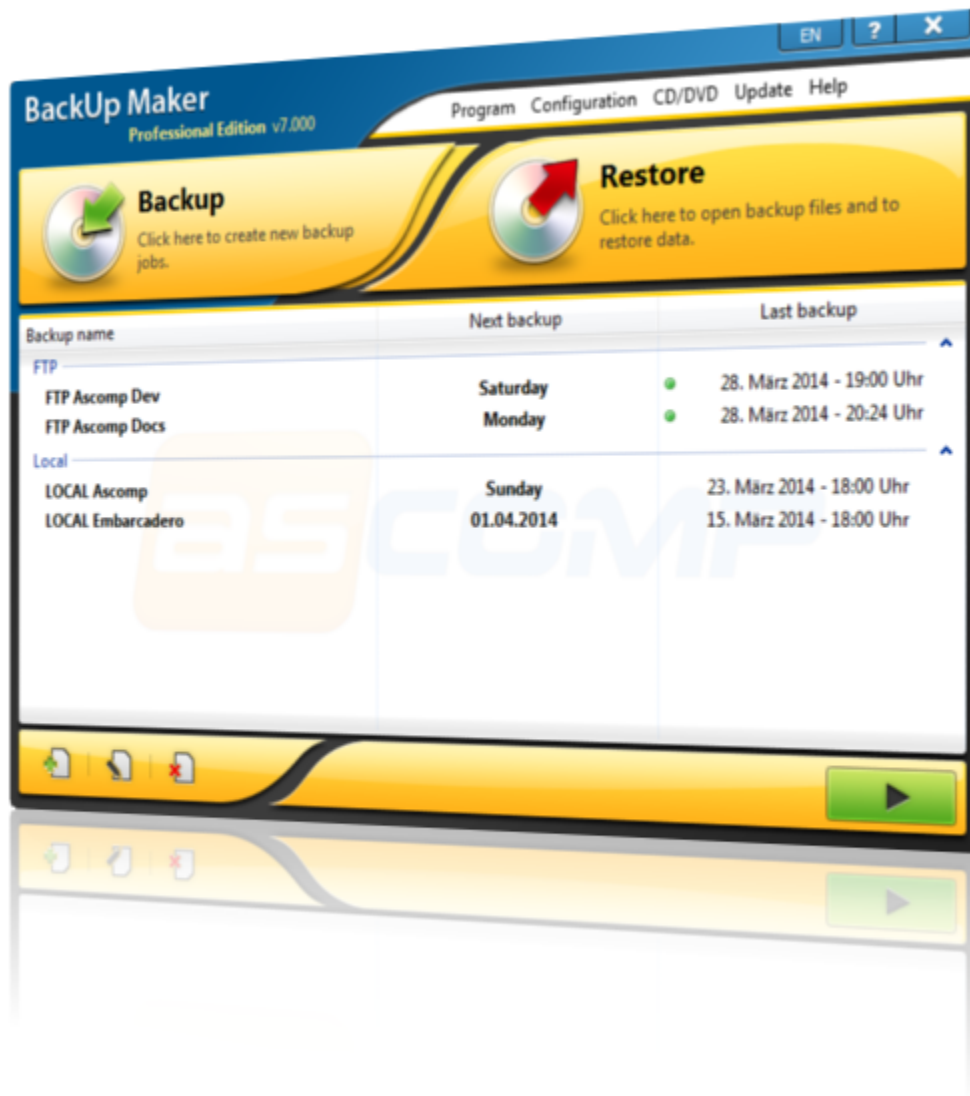 EN ?
BackUp Maker
Professional Edition v7.000
Program Configuration CD/DVD Update Help
Backup
Click here to create new backup
jobs.
Restore
Click here to open backup files and to
restore data.
Backup name Next backup Last backup
FTP
FTP Ascomp Dev Saturday 28. März 2014 - 19:00 Uhr
FTP Ascomp Docs Monday 28. März 2014 - 20:24 Uhr
Local
LOCAL Ascomp Sunday 23. März 2014 - 18:00 Uhr
LOCAL Embarcadero 01.04.2014 15. März 2014 - 18:00 Uhr
ascomp